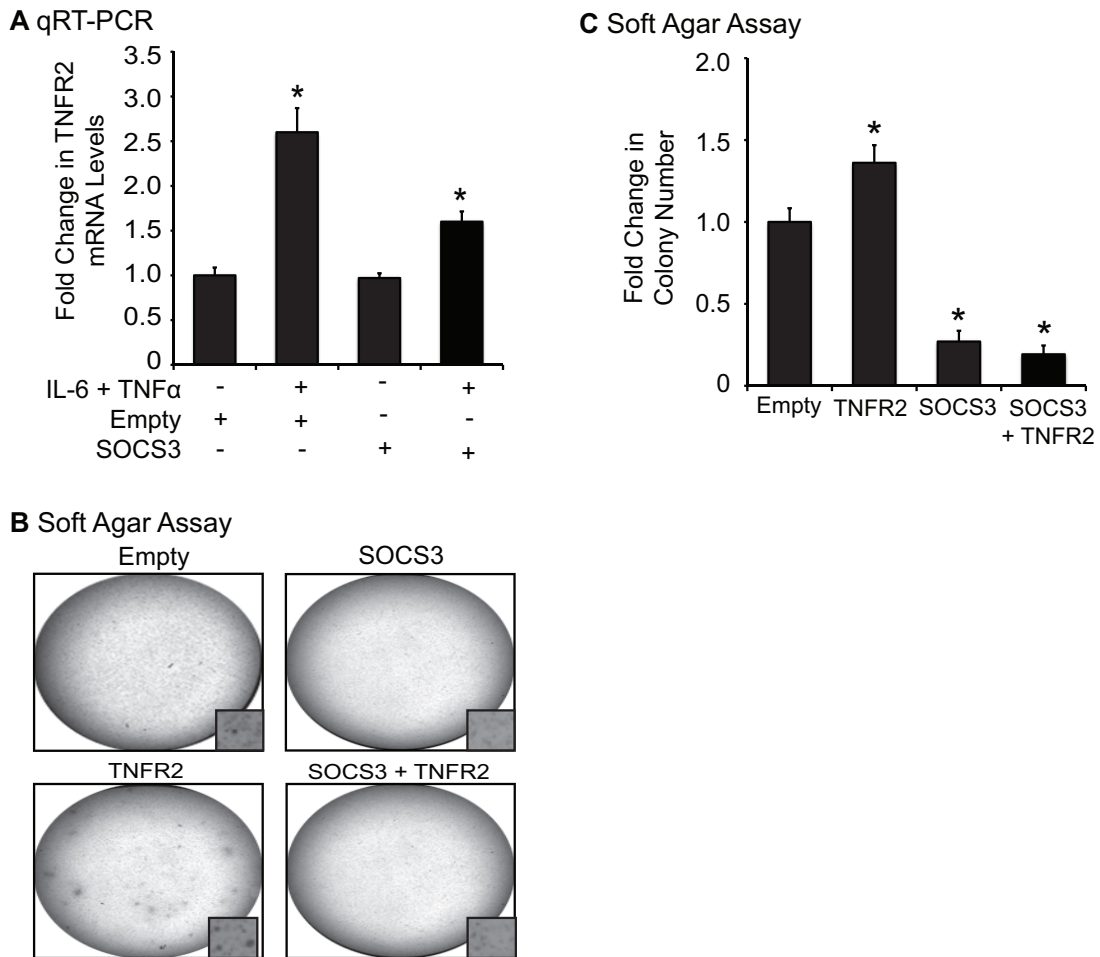 A qRT-PCR
Fold Change in TNFR2
mRNA Levels
3.5
3.0
2.5
2.0
1.5
1.0
0.5
0
*
*
IL-6 + TNFα - + - +
Empty + + - -
SOCS3 - - + +
C Soft Agar Assay
Fold Change in
Colony Number
2.0
1.5
1.0
0.5
0
*
*
*
Empty TNFR2 SOCS3 SOCS3
+ TNFR2
B Soft Agar Assay
Empty SOCS3
TNFR2 SOCS3 + TNFR2